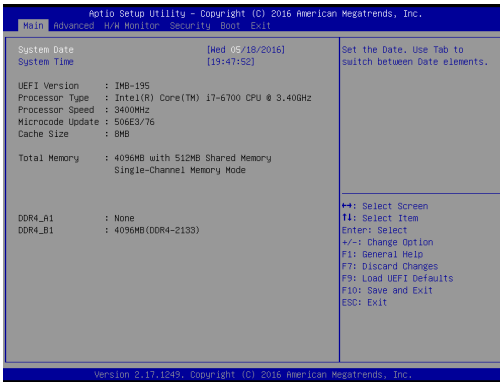 Aptio Setup Utility – Copyright (C) 2016 American Megatrends, Inc.
Main Advanced H/W Monitor Security Boot Exit
System Date [Wed 05/18/2016]
System Time [19:47:52]
UEFI Version : IMB-195
Processor Type : Intel(R) Core(TM) i7-6700 CPU @ 3.40GHz
Processor Speed : 3400MHz
Microcode Update : 506E3/76
Cache Size : 8MB
Total Memory : 4096MB with 512MB Shared Memory
Single-Channel Memory Mode
DDR4_A1 : None
DDR4_B1 : 4096MB(DDR4-2133)
Set the Date. Use Tab to
switch between Date elements.
↔: Select Screen
↑↓: Select Item
Enter: Select
+/-: Change Option
F1: General Help
F7: Discard Changes
F9: Load UEFI Defaults
F10: Save and Exit
ESC: Exit
Version 2.17.1249. Copyright (C) 2016 American Megatrends, Inc.